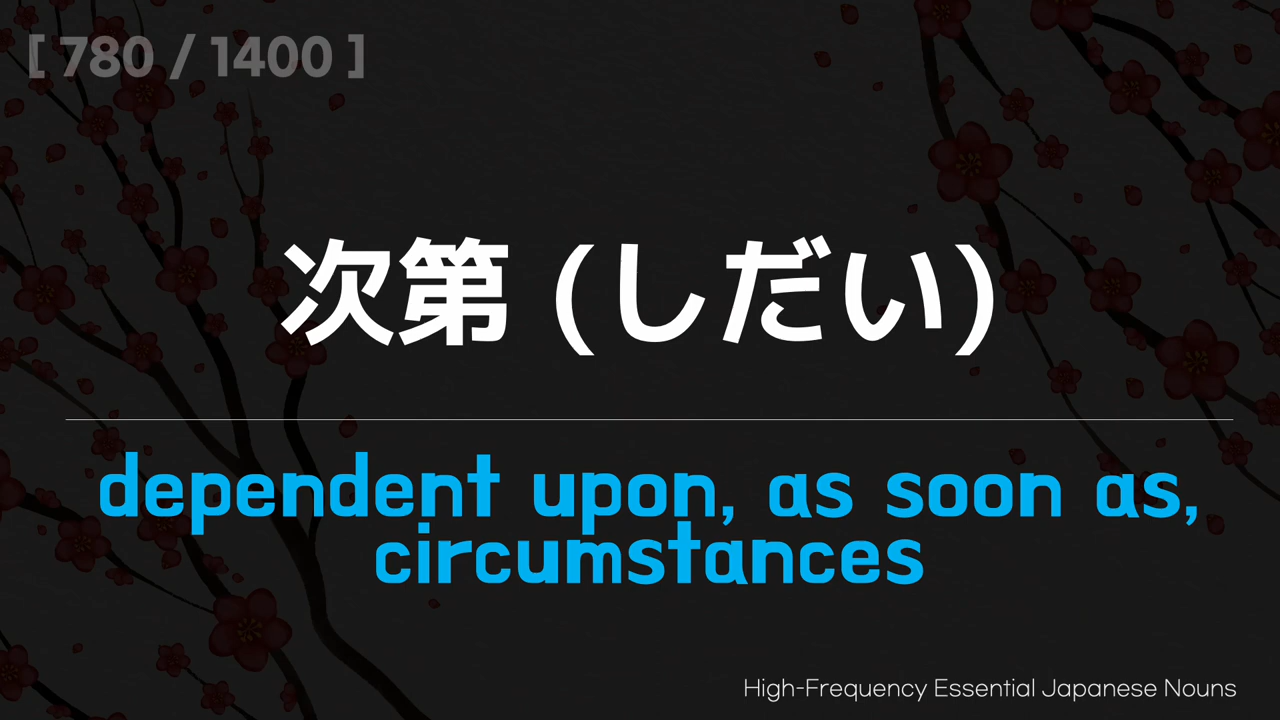 [ 780 / 1400 ]
次第 (しだい)
dependent upon, as soon as,
circumstances
High-Frequency Essential Japanese Nouns